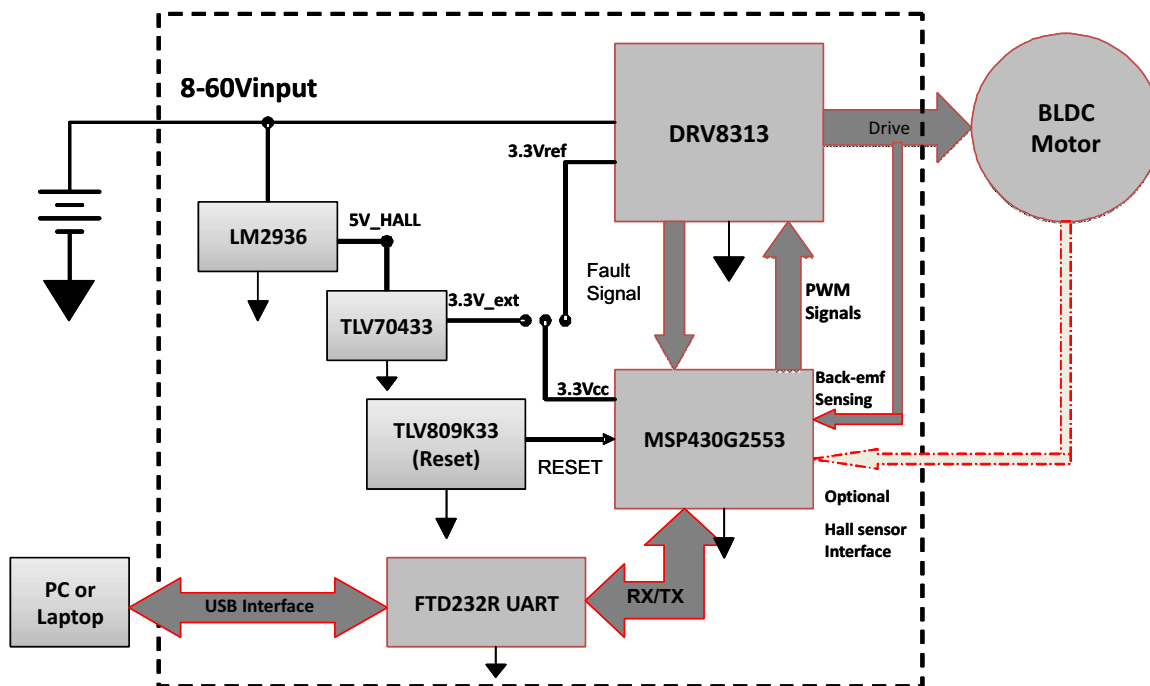 8-60Vinput
DRV8313
Drive
BLDC
Motor
3.3Vref
LM2936
5V_HALL
Fault
Signal
PWM
Signals
TLV70433
3.3V_ext
3.3Vcc
Back-emf
Sensing
TLV809K33
(Reset)
RESET
MSP430G2553
Optional
Hall sensor
Interface
PC or
Laptop
USB Interface
FTD232R UART
RX/TX